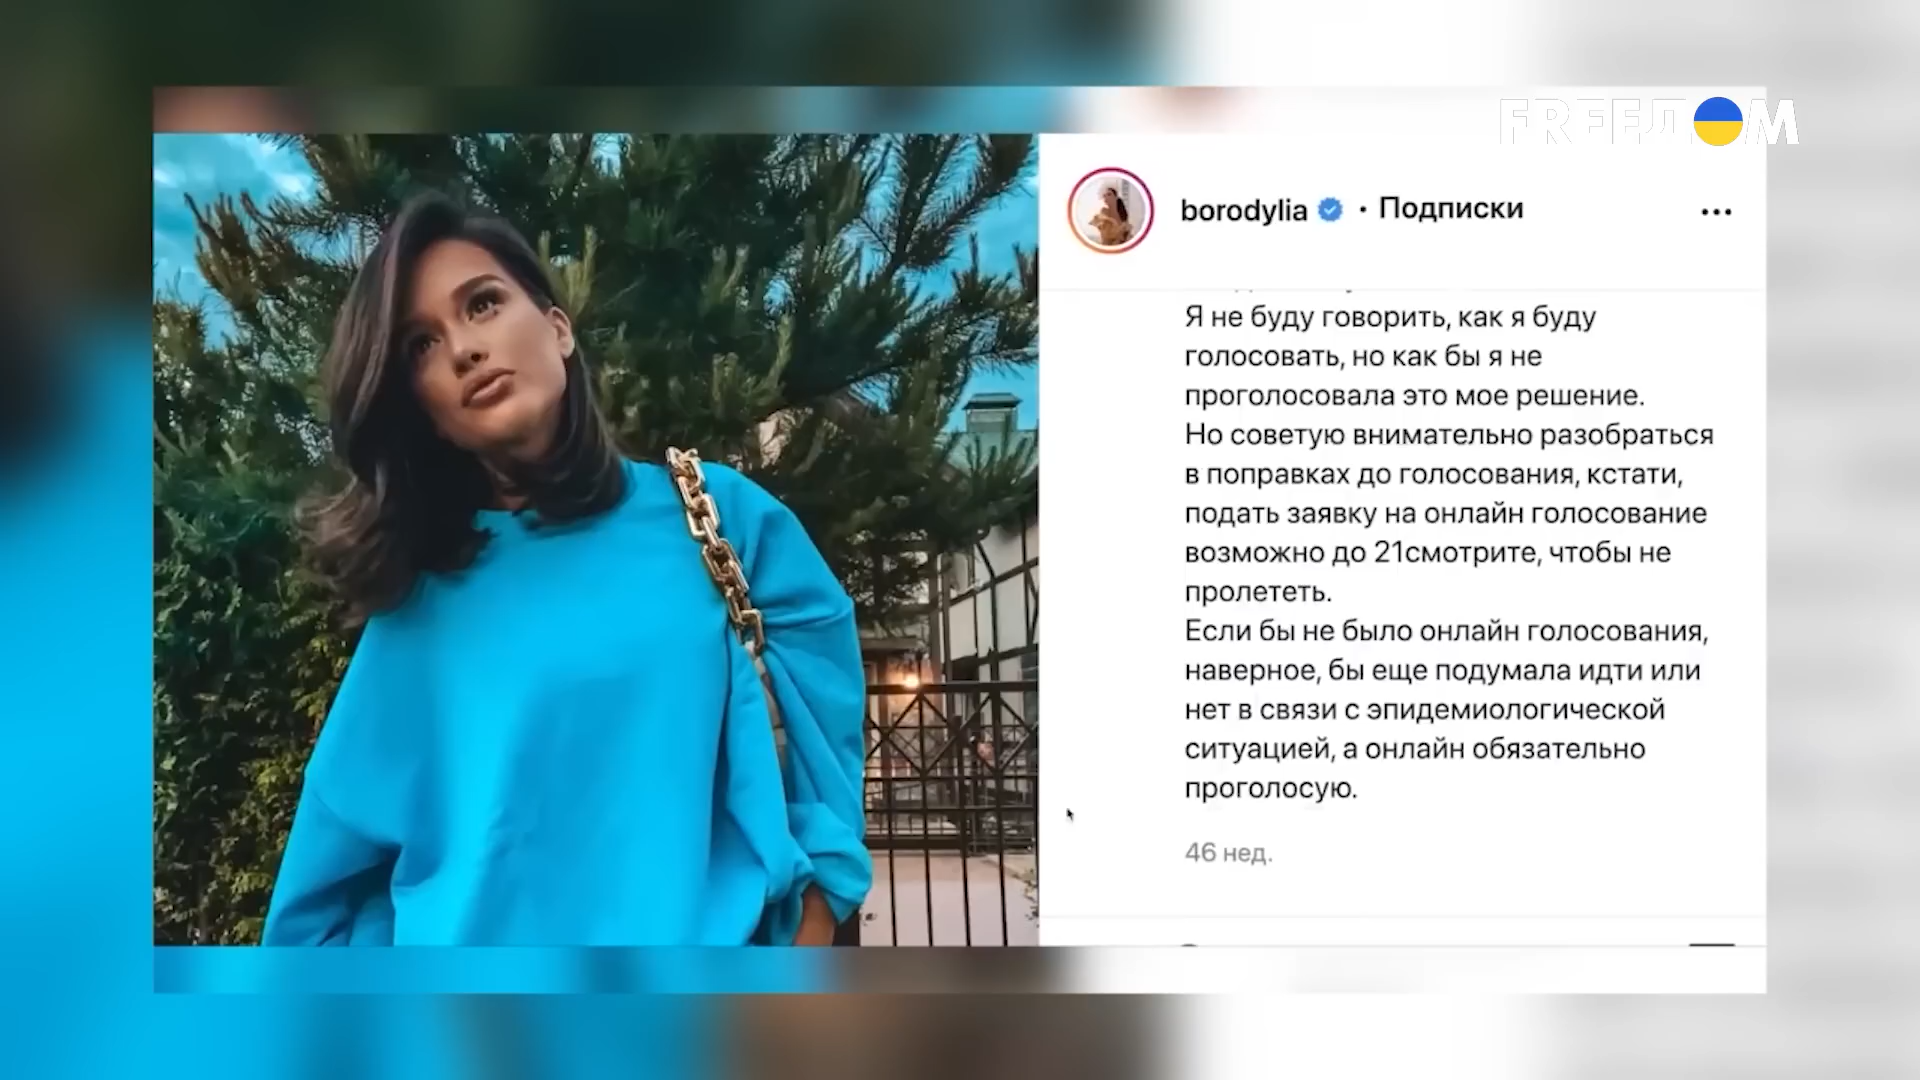 FREEДOM
borodylia • Подписки
Я не буду говорить, как я буду
голосовать, но как бы я не
проголосовала это мое решение.
Но советую внимательно разобраться
в поправках до голосования, кстати,
подать заявку на онлайн голосование
возможно до 21смотрите, чтобы не
пролететь.
Если бы не было онлайн голосования,
наверное, бы еще подумала идти или
нет в связи с эпидемиологической
ситуацией, а онлайн обязательно
проголосую.
46 нед.